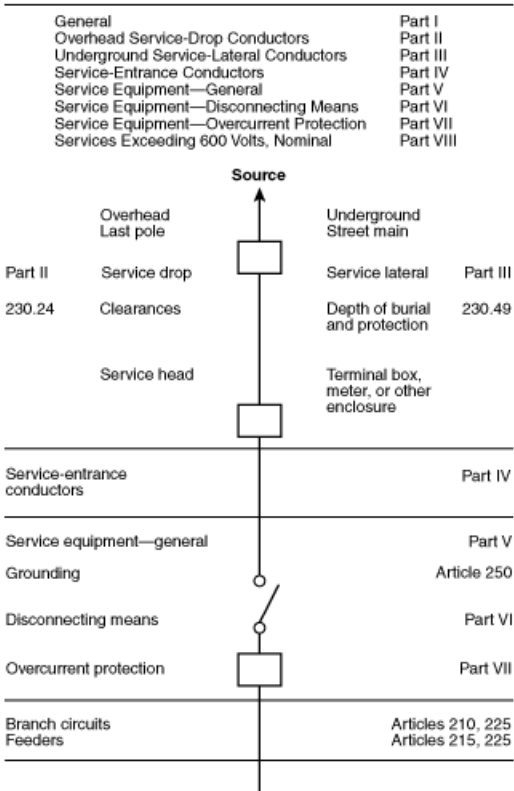 General Part I
Overhead Service-Drop Conductors Part II
Underground Service-Lateral Conductors Part III
Service-Entrance Conductors Part IV
Service Equipment—General Part V
Service Equipment—Disconnecting Means Part VI
Service Equipment—Overcurrent Protection Part VII
Services Exceeding 600 Volts, Nominal Part VIII
Source
Overhead
Last pole
Underground
Street main
Part II Service drop Service lateral Part III
230.24 Clearances Depth of burial
and protection 230.49
Service head Terminal box,
meter, or other
enclosure
Service-entrance
conductors Part IV
Service equipment—general Part V
Grounding Article 250
Disconnecting means Part VI
Overcurrent protection Part VII
Branch circuits Articles 210, 225
Feeders Articles 215, 225